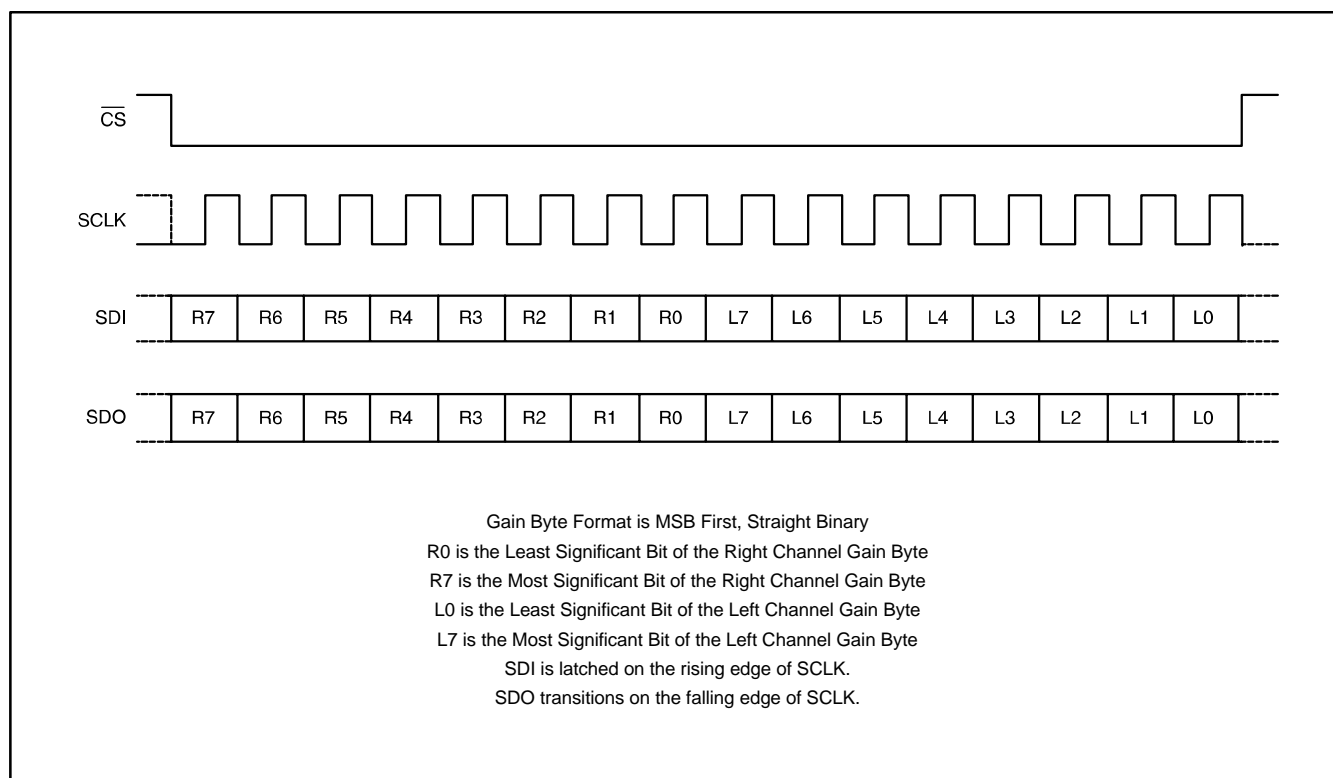 CS
SCLK
SDI R7 R6 R5 R4 R3 R2 R1 R0 L7 L6 L5 L4 L3 L2 L1 L0
SDO R7 R6 R5 R4 R3 R2 R1 R0 L7 L6 L5 L4 L3 L2 L1 L0
Gain Byte Format is MSB First, Straight Binary
R0 is the Least Significant Bit of the Right Channel Gain Byte
R7 is the Most Significant Bit of the Right Channel Gain Byte
L0 is the Least Significant Bit of the Left Channel Gain Byte
L7 is the Most Significant Bit of the Left Channel Gain Byte
SDI is latched on the rising edge of SCLK.
SDO transitions on the falling edge of SCLK.